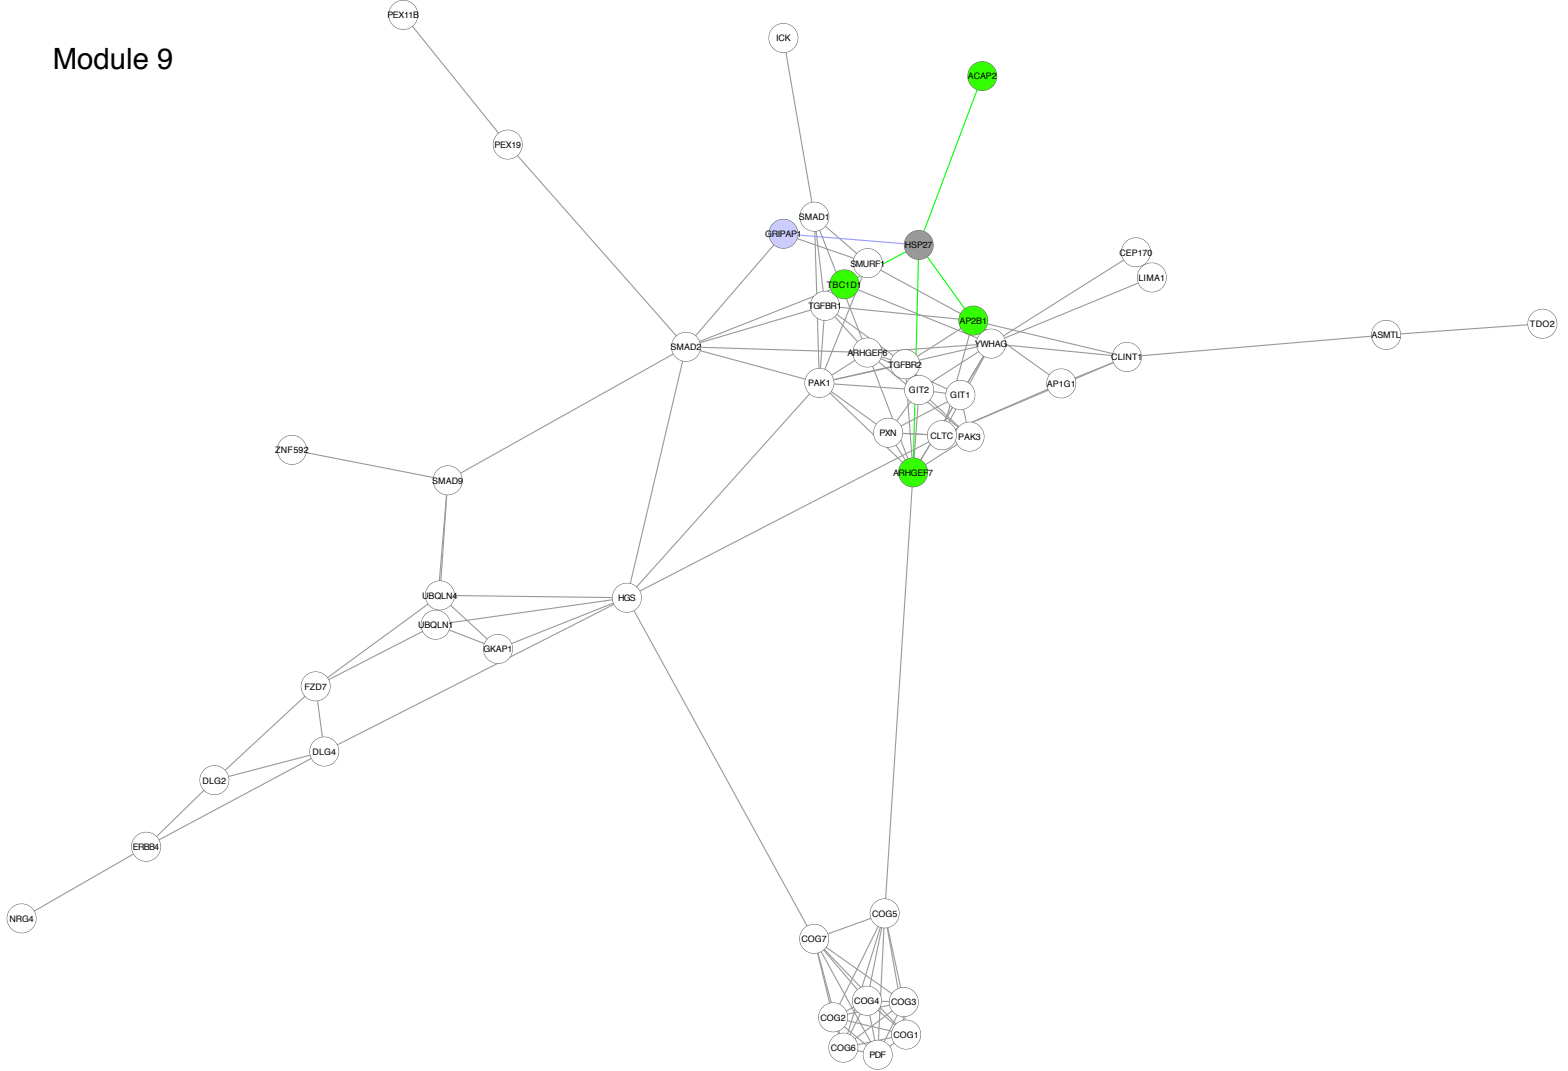 PEX11B
Module 9
ICK
ACAP2
PEX19
SMAD1
GRIPAP1
HSP27
CEP170
SMURF1
LIMA1
TBC1D1
TGFBR1
AP2B1
TDO2
ASMTL
SMAD2
YWHAG
ARHGEF6
CLINT1
TGFBR2
PAK1
AP1G1
GIT2
GIT1
PXN
CLTC
PAK3
ZNF592
ARHGEF7
SMAD9
UBQLN4
HGS
UBQLN1
GKAP1
FZD7
DLG4
DLG2
ERBB4
NRG4
COG5
COG7
COG4
COG3
COG2
COG1
COG6
PDF